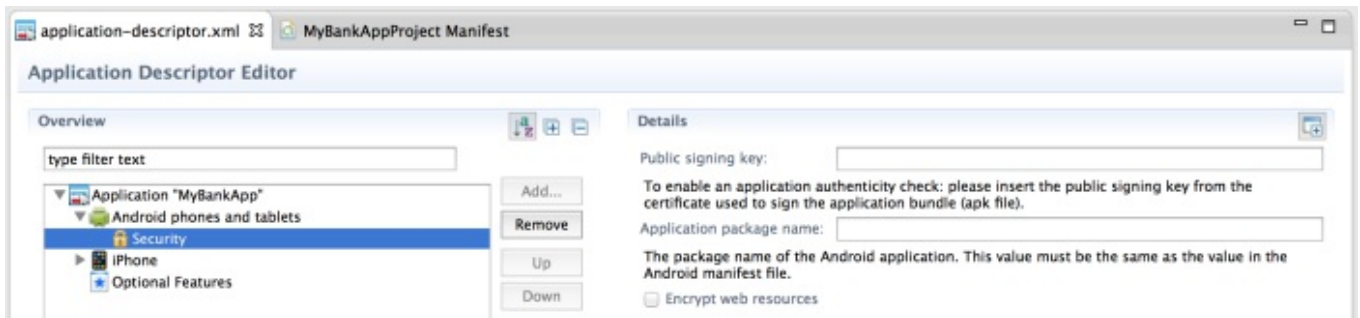 application-descriptor.xml MyBankAppProject Manifest
Application Descriptor Editor
Overview
type filter text
Application "MyBankApp"
Android phones and tablets
Security
iPhone
Optional Features
Add...
Remove
Up
Down
Details
Public signing key:
To enable an application authenticity check: please insert the public signing key from the
certificate used to sign the application bundle (apk file).
Application package name:
The package name of the Android application. This value must be the same as the value in the
Android manifest file.
Encrypt web resources